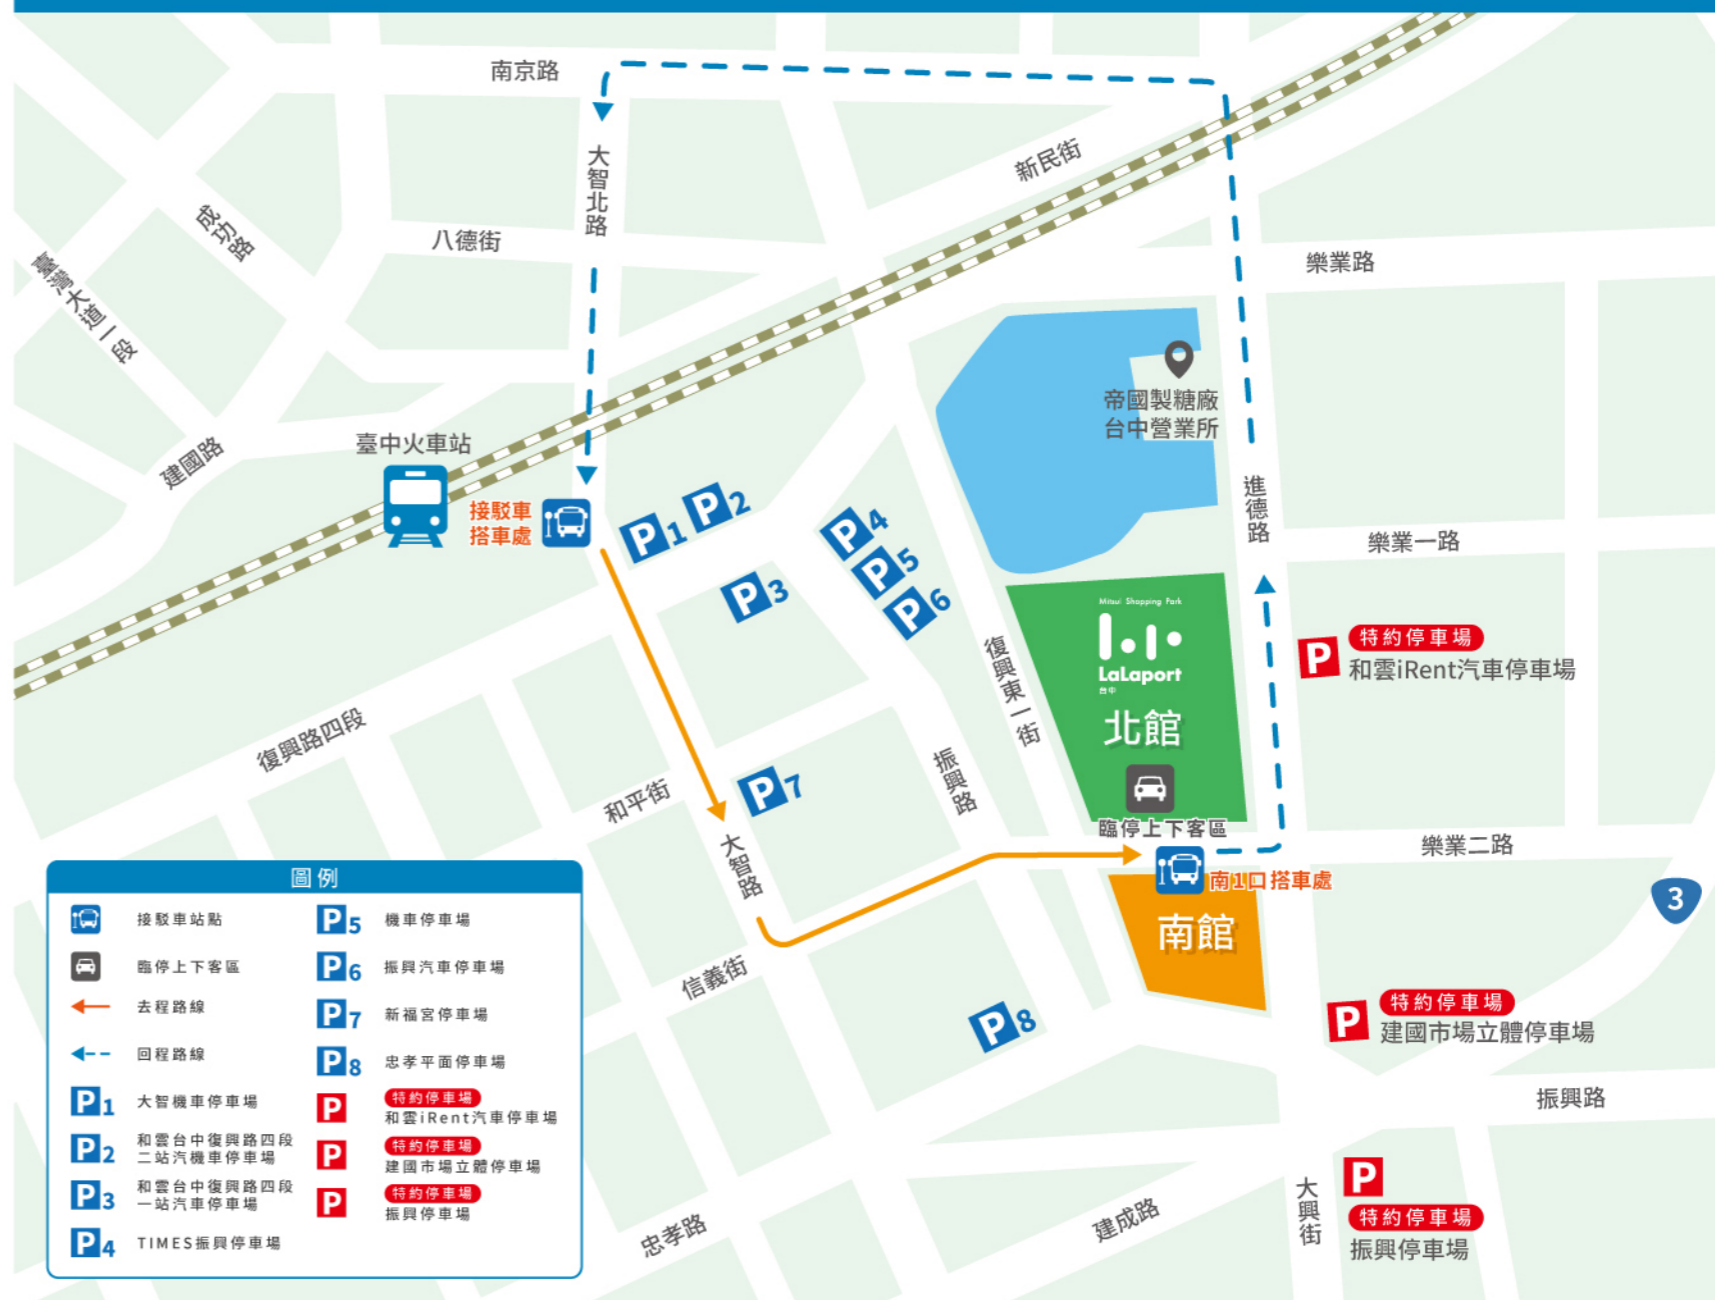 南京路
大智北路
新民街
成功路
八德街
臺灣大道一段
樂業路
帝國製糖廠
台中營業所
建國路
臺中火車站
接駁車
搭車處
P1
P2
P3
P4
P5
P6
進德路
樂業一路
Mitsui Shopping Park
LaLaport
台中
北館
復興東一街
P
特約停車場
和雲iRent汽車停車場
復興路四段
和平街
P7
振興路
臨停上下客區
大智路
樂業二路
南1口搭車處
南館
3
信義街
P8
P
特約停車場
建國市場立體停車場
振興路
忠孝路
建成路
大興街
P
特約停車場
振興停車場
圖例
接駁車站點
臨停上下客區
去程路線
回程路線
P1 大智機車停車場
P2 和雲台中復興路四段
二站汽機車停車場
P3 和雲台中復興路四段
一站汽車停車場
P4 TIMES振興停車場
P5 機車停車場
P6 振興汽車停車場
P7 新福宮停車場
P8 忠孝平面停車場
P 特約停車場
和雲iRent汽車停車場
P 特約停車場
建國市場立體停車場
P 特約停車場
振興停車場